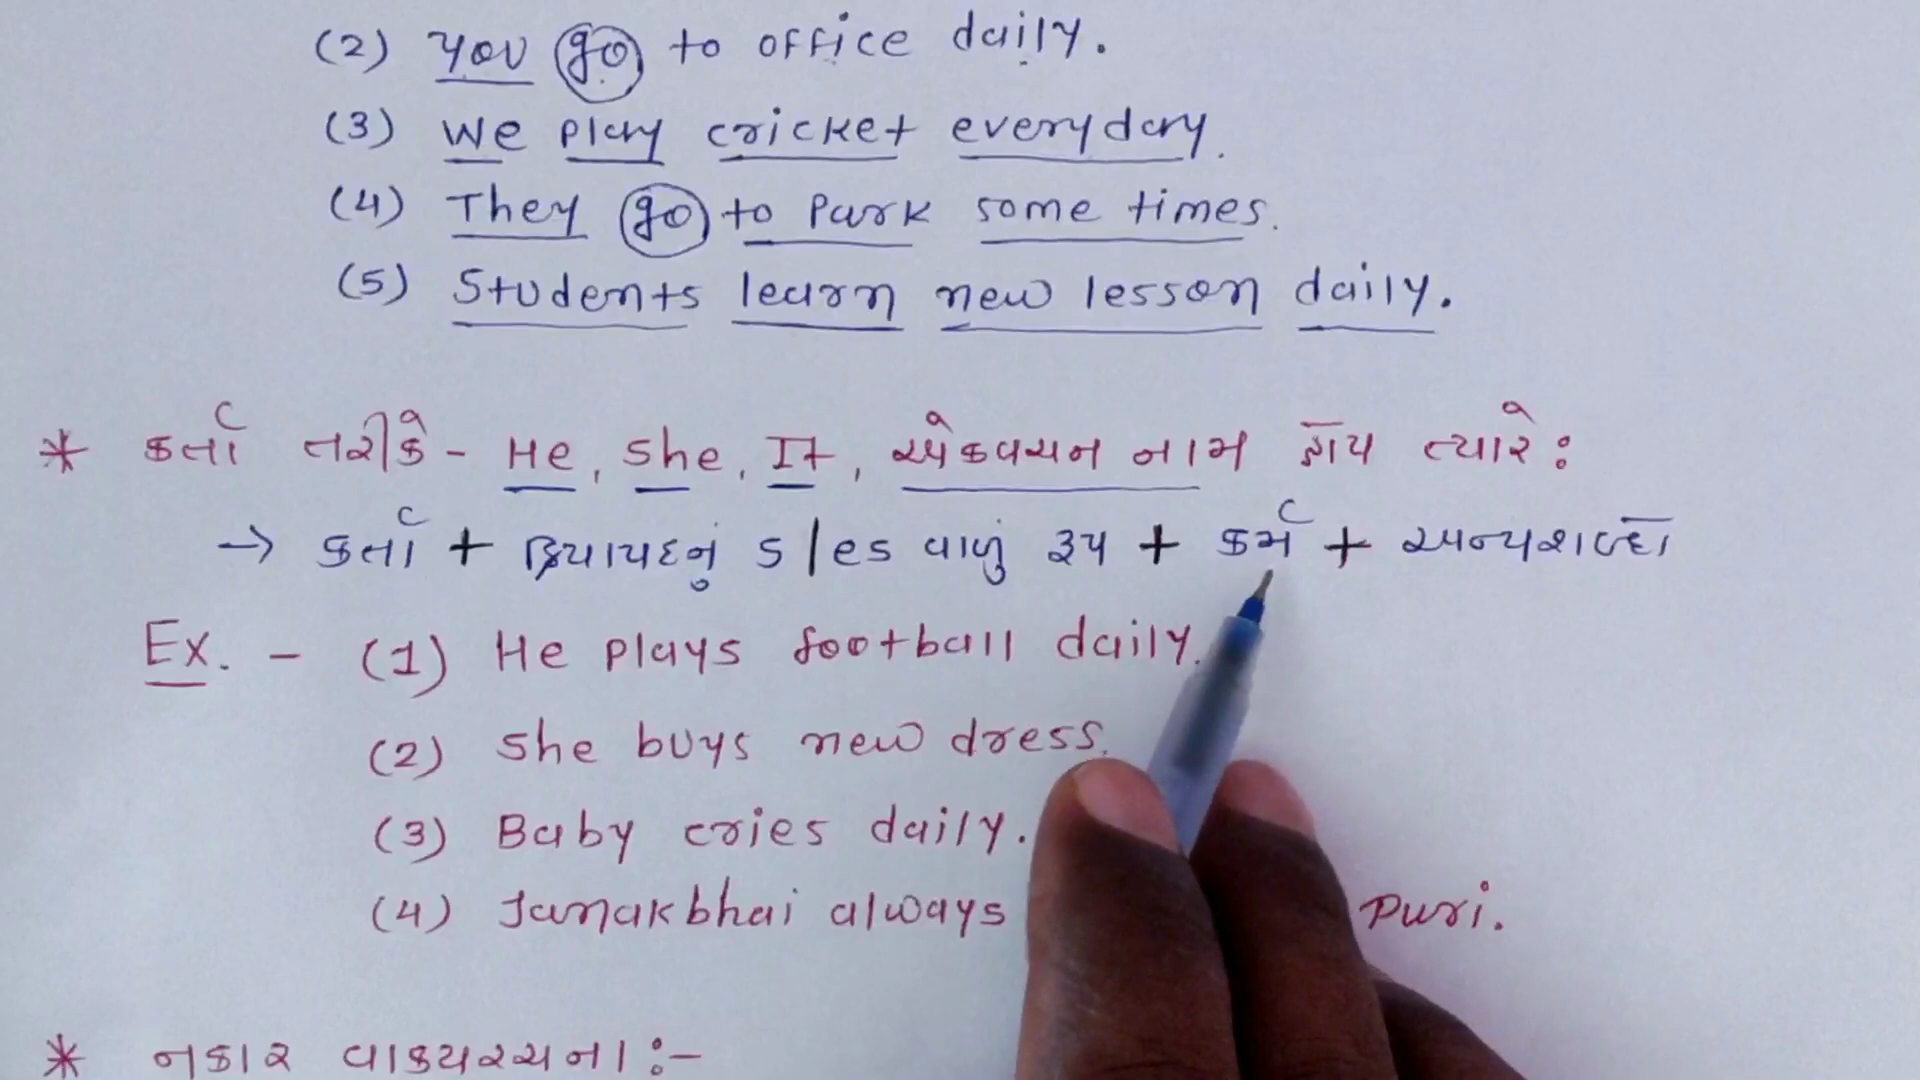 (2) You go to office daily.
(3) We play cricket everyday.
(4) They go to Park some times.
(5) Students learn new lesson daily.
* કર્તા તરીકે - He, She, It, એકવચન નામ હોય ત્યારે :
→ કર્તા + ક્રિયાપદનું s/es વાળું રૂપ + કર્મ + અન્યશબ્દો
Ex. - (1) He plays football daily.
(2) She buys new dress.
(3) Baby cries daily.
(4) Janakbhai always Puri.
* નકાર વાક્યરચના :-